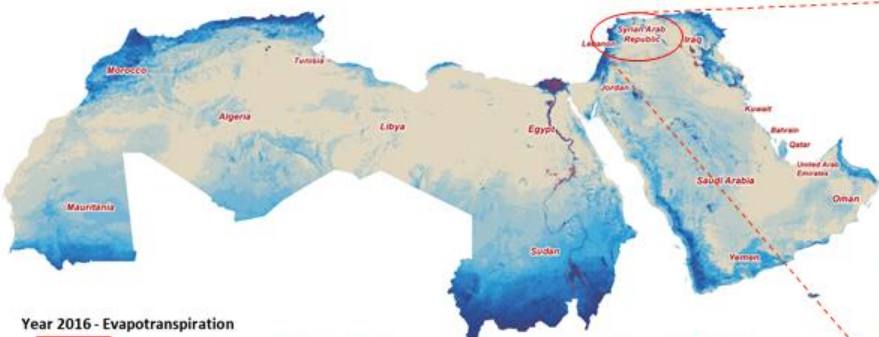 Syrian Arab
Republic
Lebanon
Iraq
Morocco
Tunisia
Jordan
Algeria
Libya
Egypt
Kuwait
Bahrain
Qatar
United Arab
Emirates
Saudi Arabia
Mauritania
Oman
Sudan
Yemen
Year 2016 - Evapotranspiration